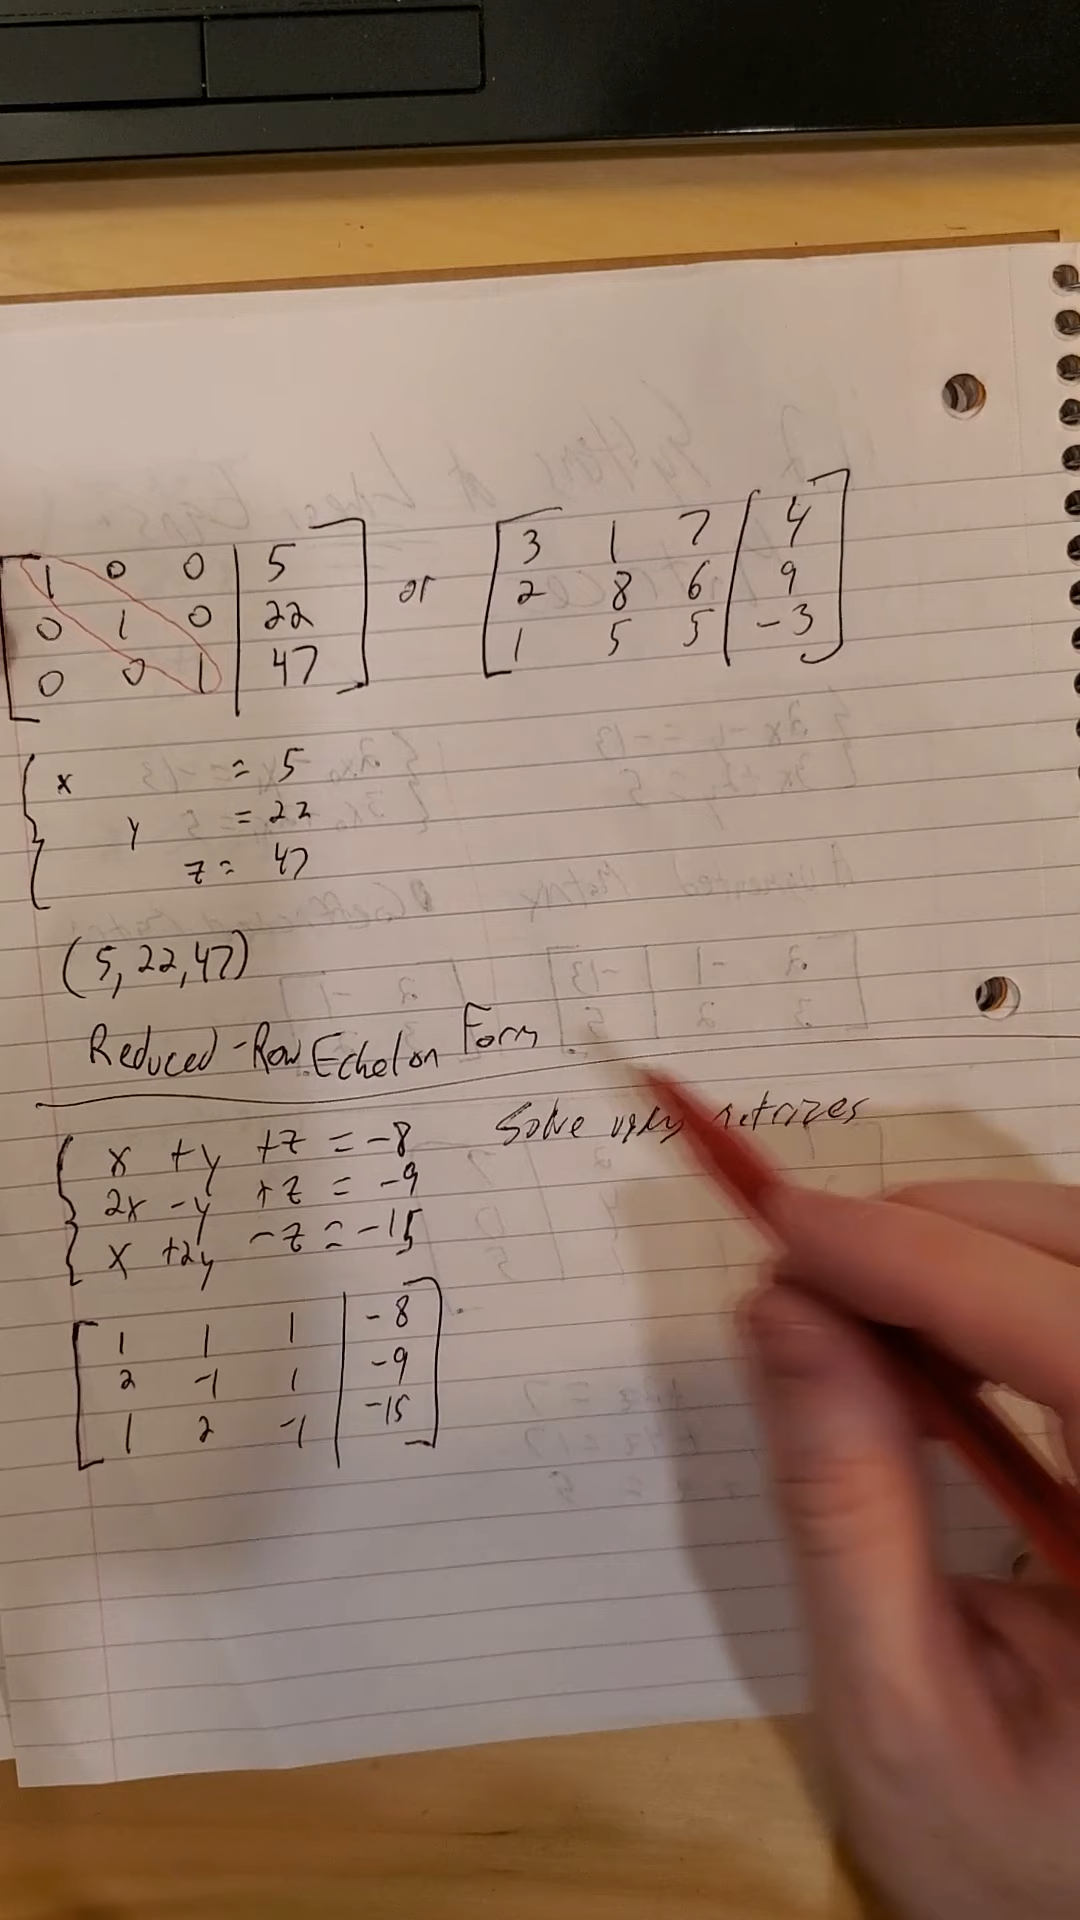 1 0 0 | 5 or 3 1 7 | 4
0 1 0 | 22 2 8 6 | 9
0 0 1 | 47 1 5 5 | -3
x = 5
y = 22
z = 47
(5, 22, 47)
Reduced-Row Echelon Form
x + y + z = -8 Solve
2x - y + z = -9
x + 2y - z = -15
1 1 1 | -8
2 -1 1 | -9
1 2 -1 | -15